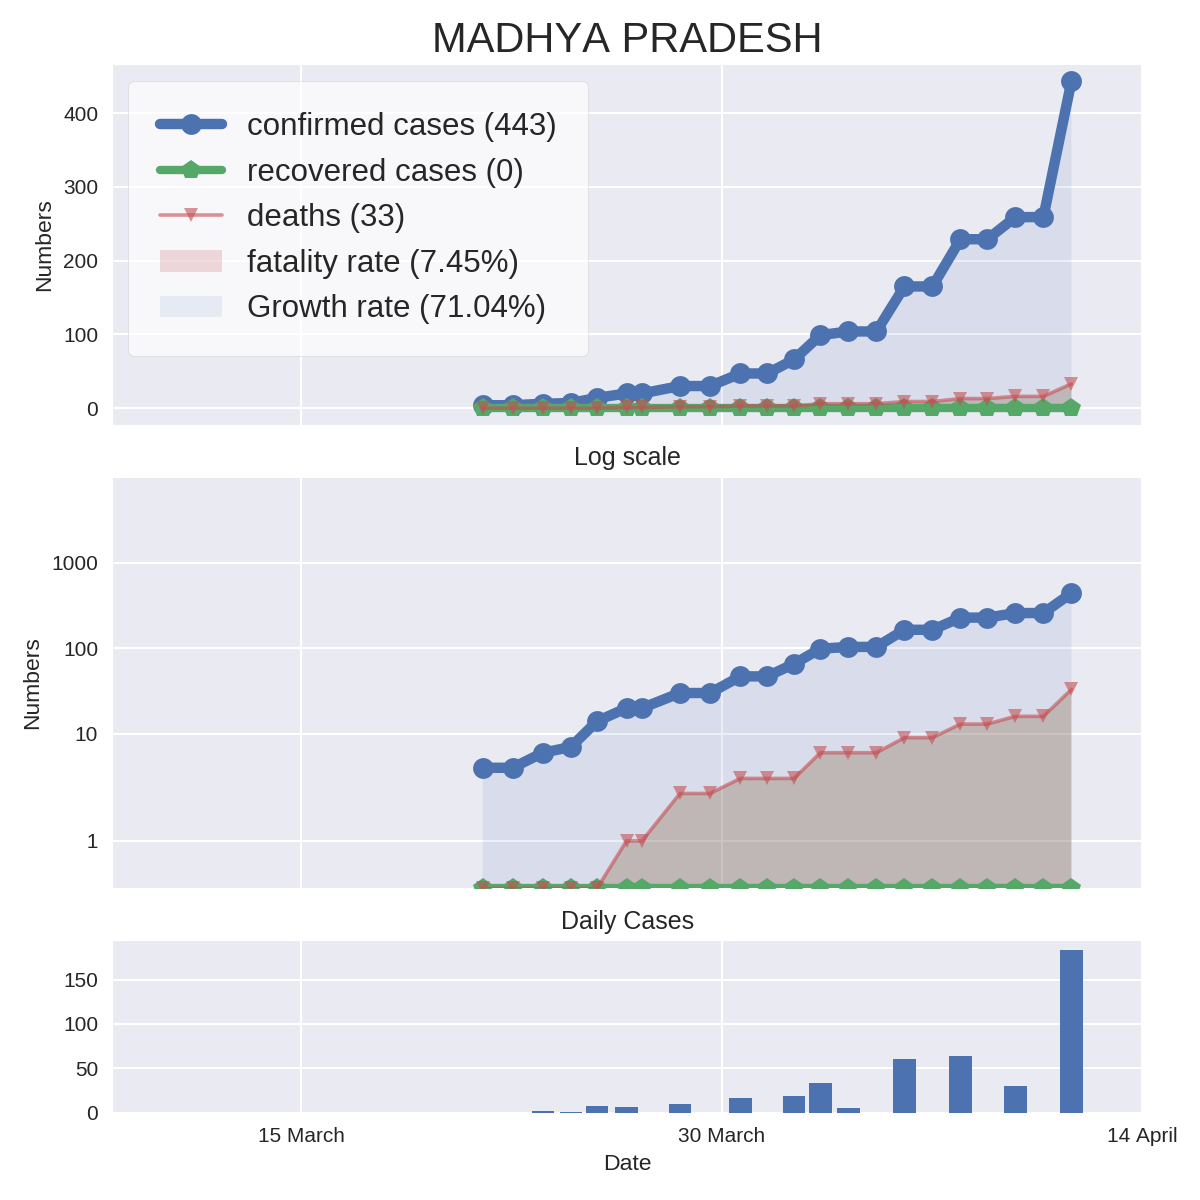 MADHYA PRADESH
confirmed cases (443)
recovered cases (0)
deaths (33)
fatality rate (7.45%)
Growth rate (71.04%)
400
300
200
100
0
Numbers
Log scale
1000
100
10
1
Numbers
Daily Cases
150
100
50
0
15 March 30 March 14 April
Date